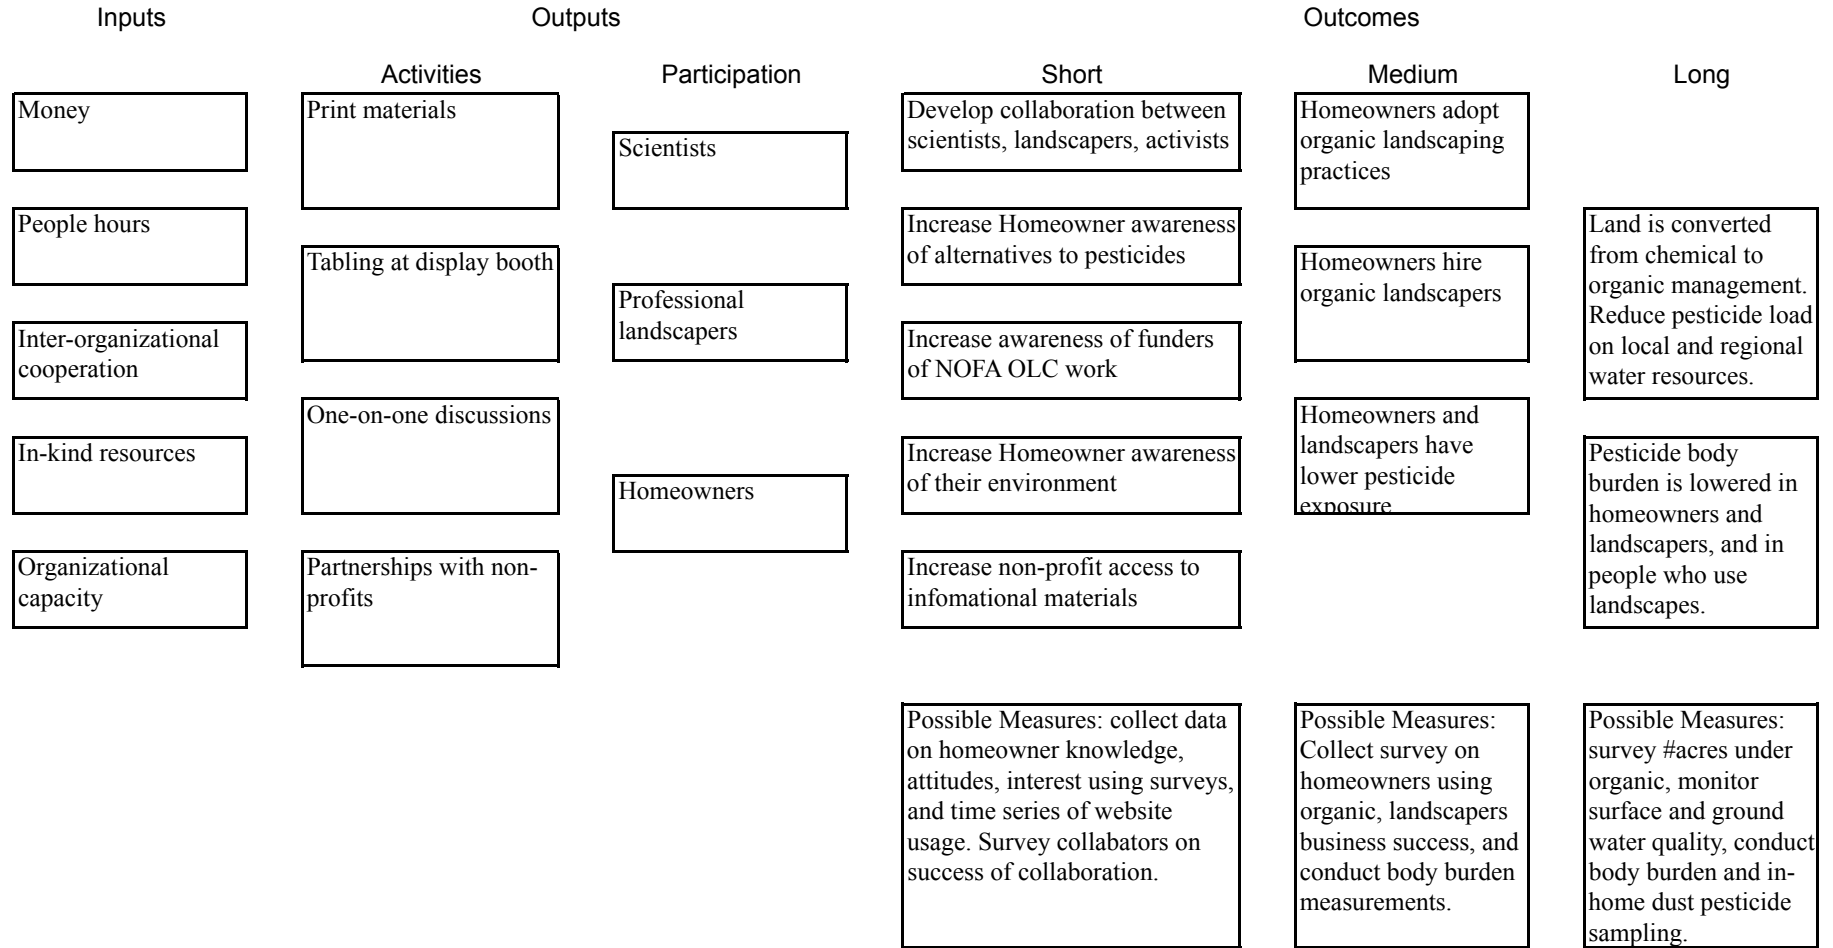 Inputs
Outputs
Outcomes
Activities
Participation
Short
Medium
Long
Money
People hours
Inter-organizational
cooperation
In-kind resources
Organizational
capacity
Print materials
Tabling at display booth
One-on-one discussions
Partnerships with non-
profits
Scientists
Professional
landscapers
Homeowners
Develop collaboration between
scientists, landscapers, activists
Increase Homeowner awareness
of alternatives to pesticides
Increase awareness of funders
of NOFA OLC work
Increase Homeowner awareness
of their environment
Increase non-profit access to
infomational materials
Possible Measures: collect data
on homeowner knowledge,
attitudes, interest using surveys,
and time series of website
usage. Survey collabators on
success of collaboration.
Homeowners adopt
organic landscaping
practices
Homeowners hire
organic landscapers
Homeowners and
landscapers have
lower pesticide
exposure
Possible Measures:
Collect survey on
homeowners using
organic, landscapers
business success, and
conduct body burden
measurements.
Land is converted
from chemical to
organic management.
Reduce pesticide load
on local and regional
water resources.
Pesticide body
burden is lowered in
homeowners and
landscapers, and in
people who use
landscapes.
Possible Measures:
survey #acres under
organic, monitor
surface and ground
water quality, conduct
body burden and in-
home dust pesticide
sampling.